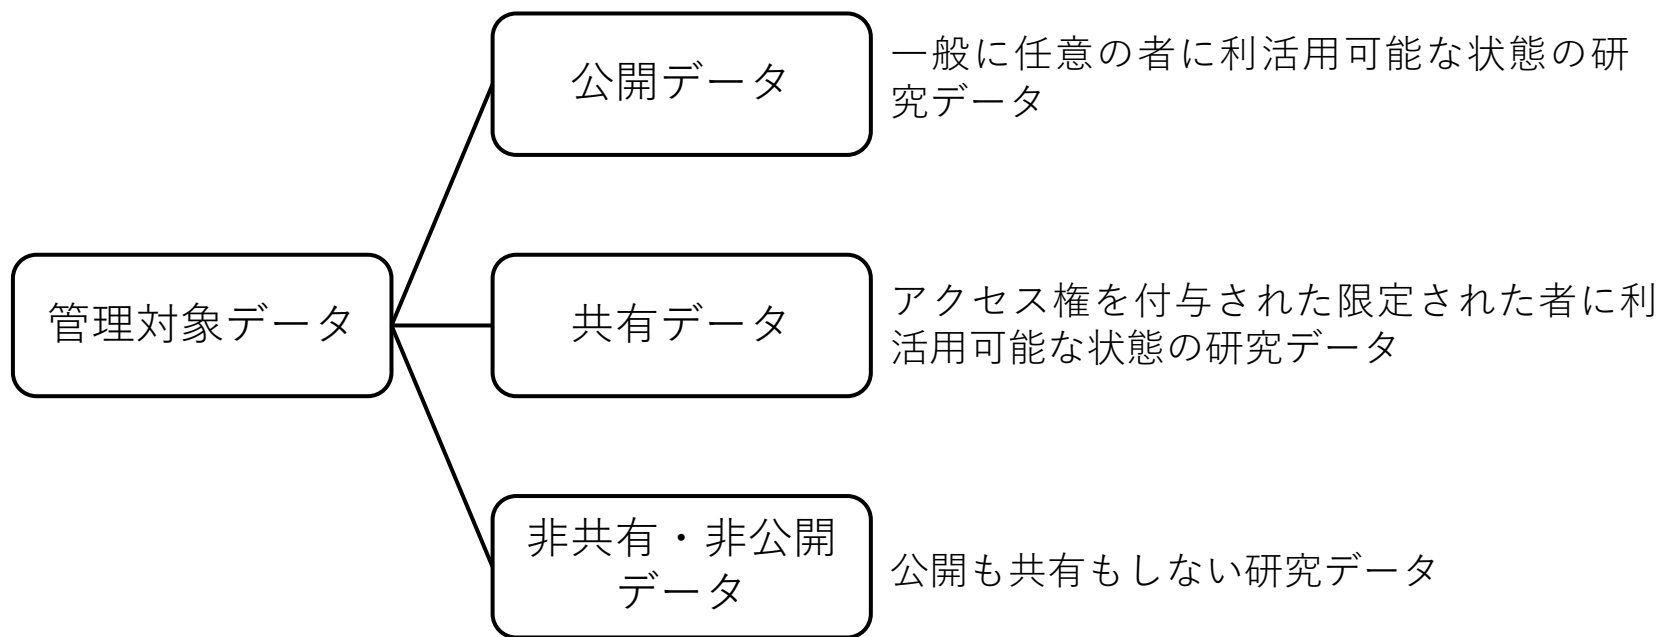 公開データ
一般に任意の者に利活用可能な状態の研
究データ
管理対象データ
共有データ
アクセス権を付与された限定された者に利
活用可能な状態の研究データ
非共有・非公開
データ
公開も共有もしない研究データ